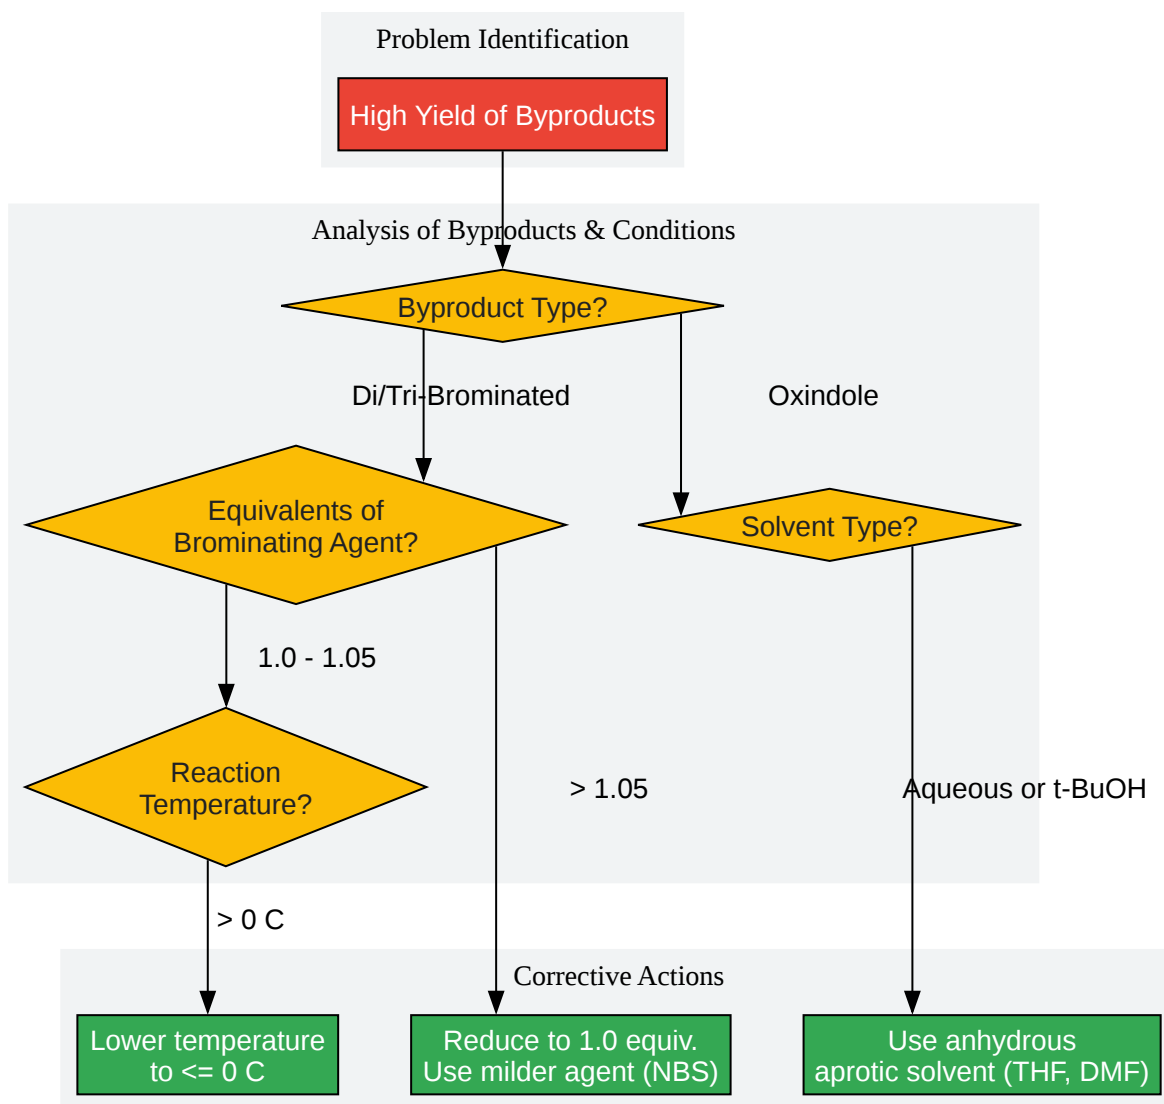 Problem Identification
High Yield of Byproducts
Analysis of Byproducts & Conditions
Byproduct Type?
Di/Tri-Brominated
Oxindole
Equivalents of
Brominating Agent?
Solvent Type?
1.0 - 1.05
Reaction
Temperature?
> 1.05
Aqueous or t-BuOH
> 0 C
Corrective Actions
Lower temperature
to <= 0 C
Reduce to 1.0 equiv.
Use milder agent (NBS)
Use anhydrous
aprotic solvent (THF, DMF)